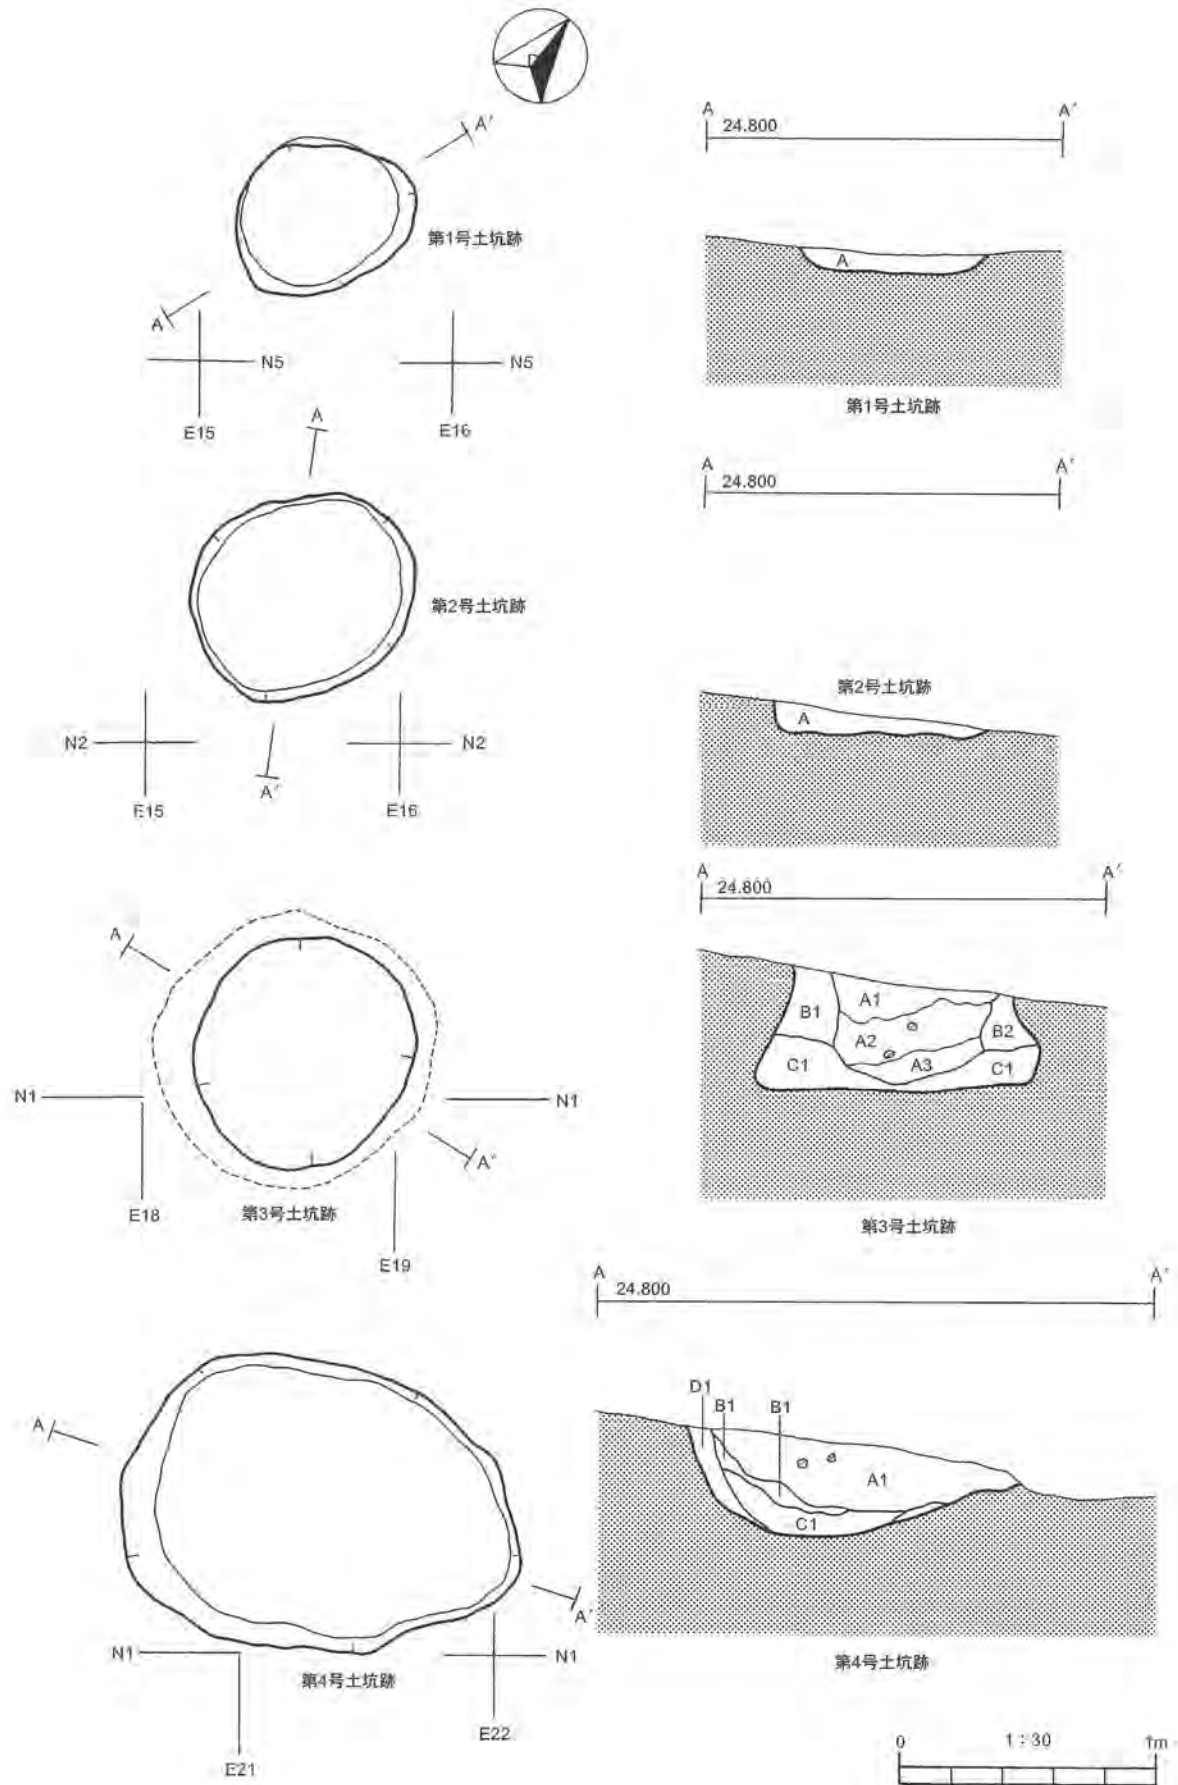 A′
第1号土坑跡
A
N5
N5
E15
E16
A
A′
24.800
A
第1号土坑跡
A
第2号土坑跡
N2
N2
A′
E15
E16
A
A′
24.800
第2号土坑跡
A
A
N1
N1
A′
E18
第3号土坑跡
E19
A
A′
24.800
A1
B1
A2
B2
C1
A3
C1
第3号土坑跡
A
A′
N1
N1
第4号土坑跡
E22
E21
A
A′
24.800
D1
B1
B1
A1
C1
第4号土坑跡
0
1:30
1m